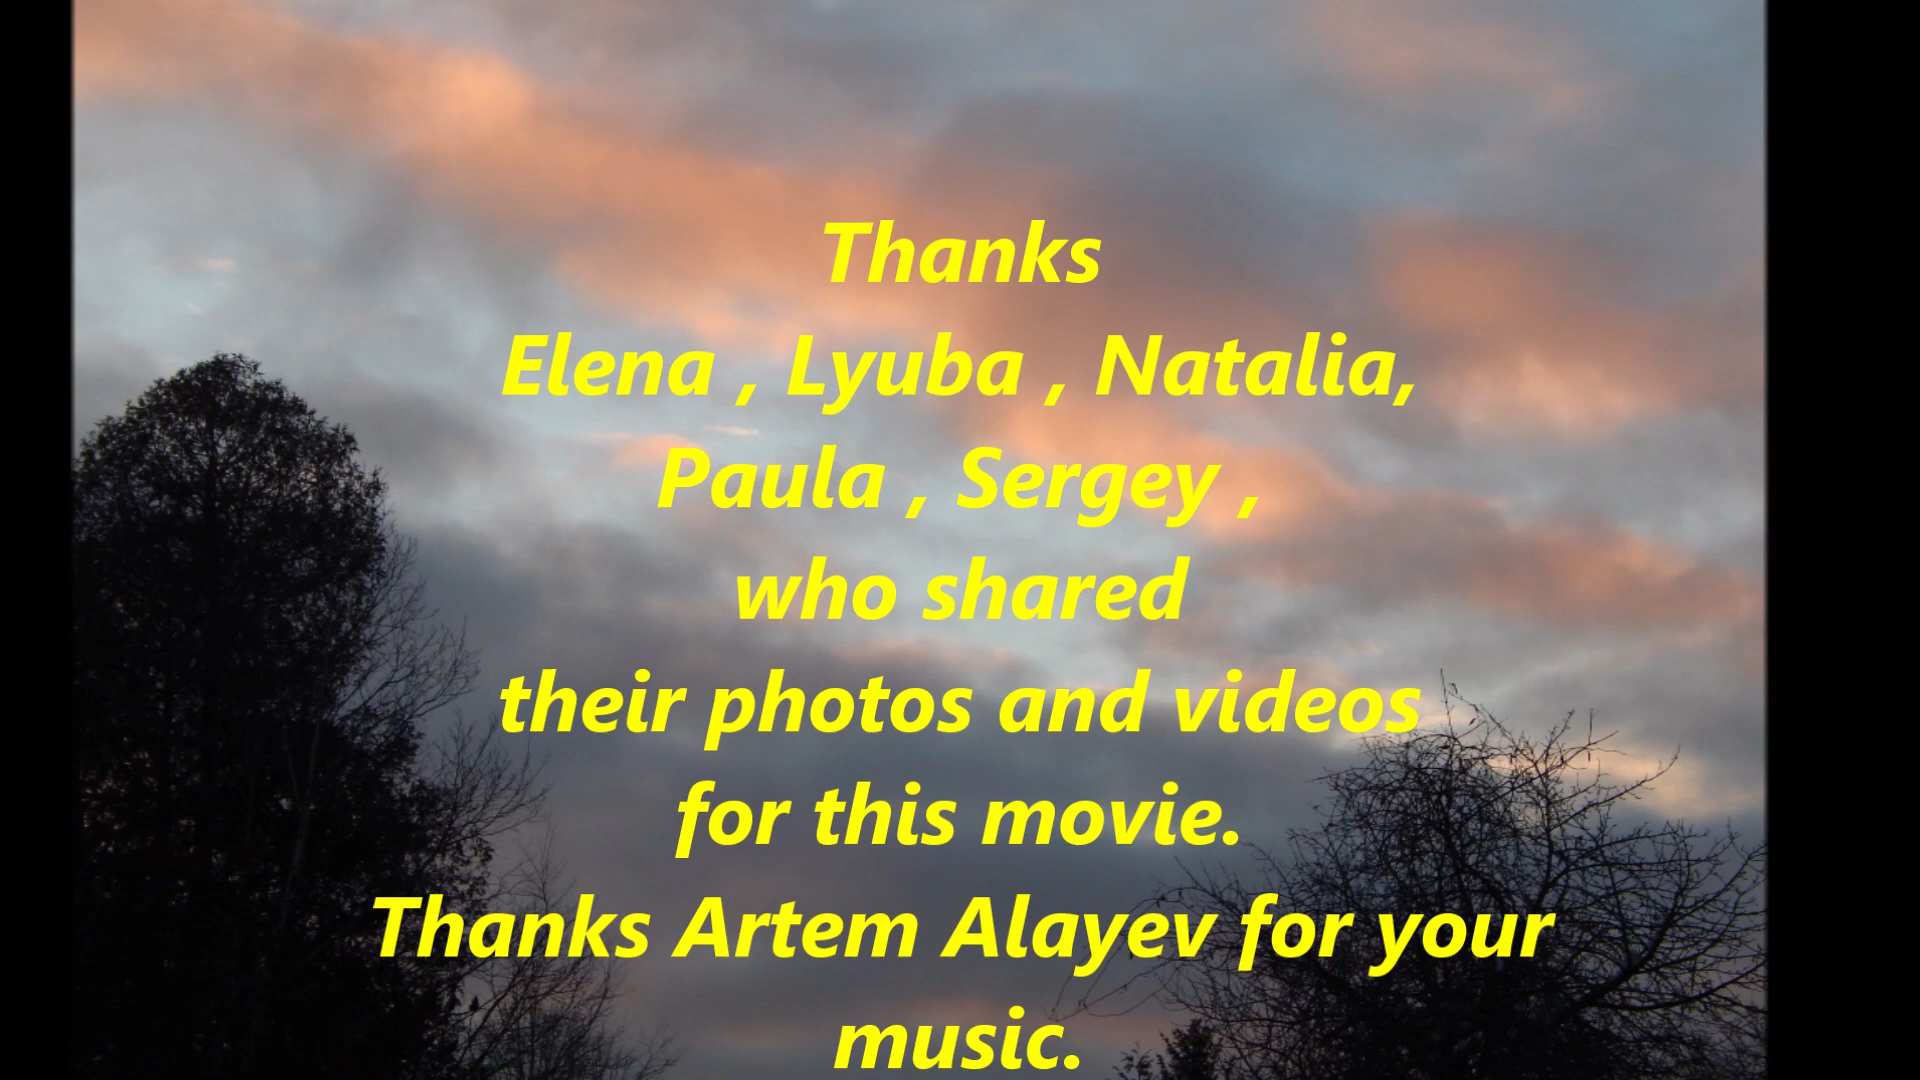 Thanks
Elena , Lyuba , Natalia,
Paula , Sergey ,
who shared
their photos and videos
for this movie.
Thanks Artem Alayev for your
music.